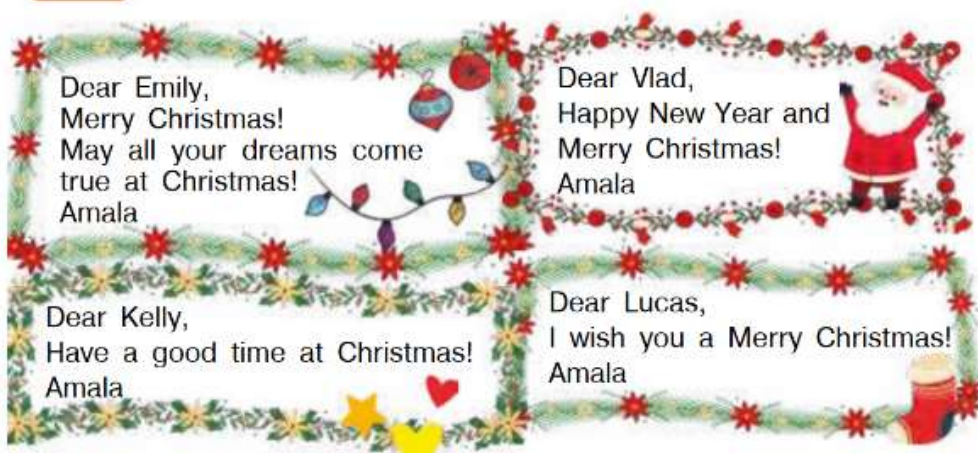 Dear Emily,
Merry Christmas!
May all your dreams come
true at Christmas!
Amala
Dear Vlad,
Happy New Year and
Merry Christmas!
Amala
Dear Kelly,
Have a good time at Christmas!
Amala
Dear Lucas,
I wish you a Merry Christmas!
Amala